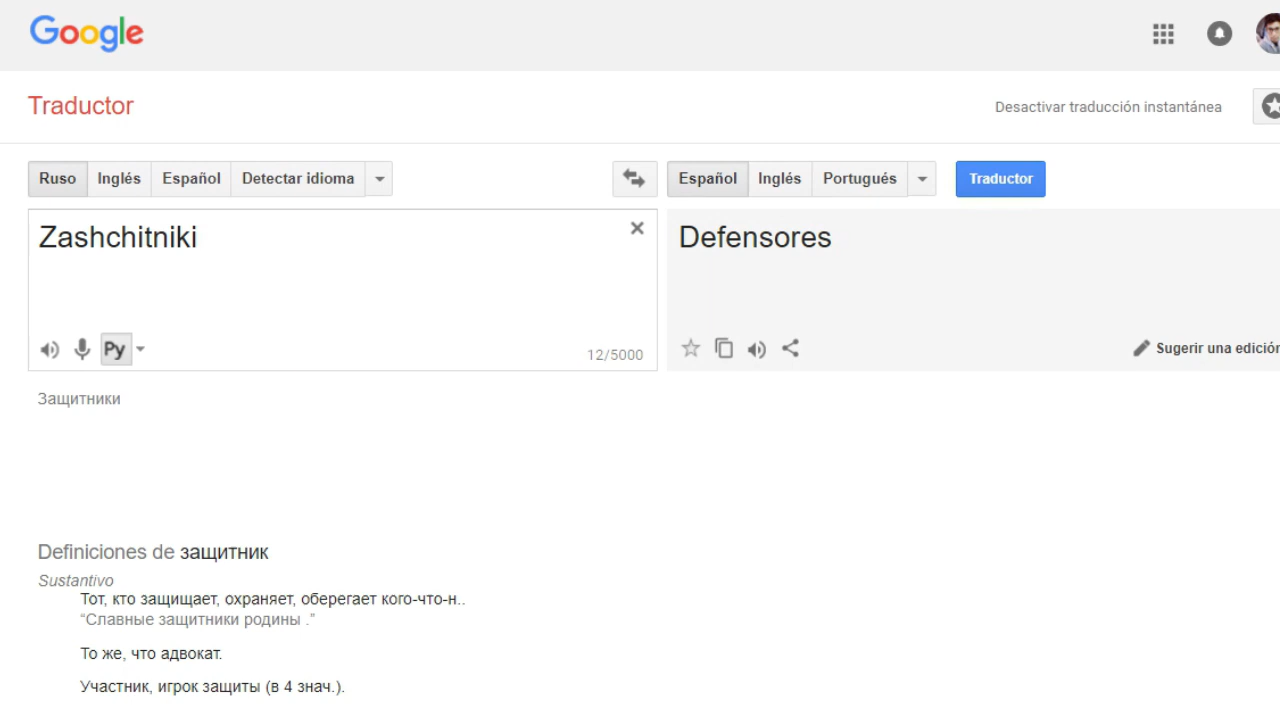 Google
Traductor
Desactivar traducción instantánea
Ruso Inglés Español Detectar idioma
Español Inglés Portugués Traductor
Zashchitniki
Defensores
Ру
12/5000
Sugerir una edición
Защитники
Definiciones de защитник
Sustantivo
Тот, кто защищает, охраняет, оберегает кого-что-н..
“Славные защитники родины .”
То же, что адвокат.
Участник, игрок защиты (в 4 знач.).